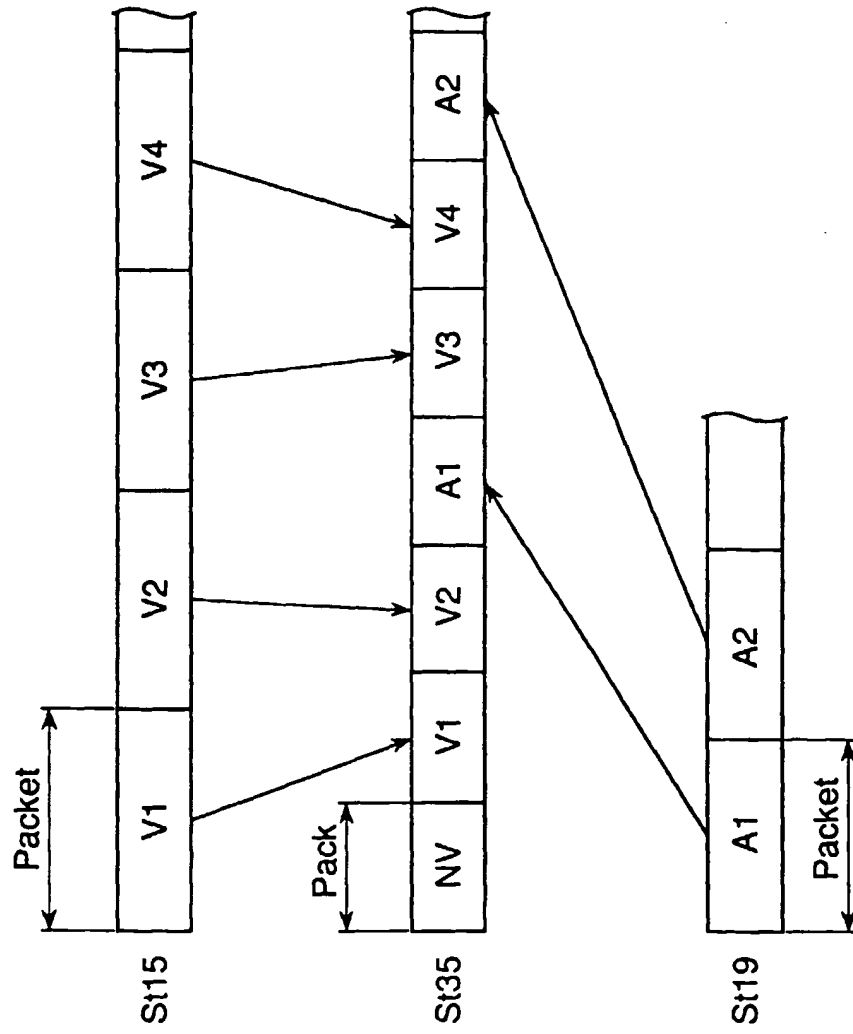 Packet
St15 V1 V2 V3 V4
Pack
St35 NV V1 V2 A1 V3 V4 A2
St19 A1 A2
Packet